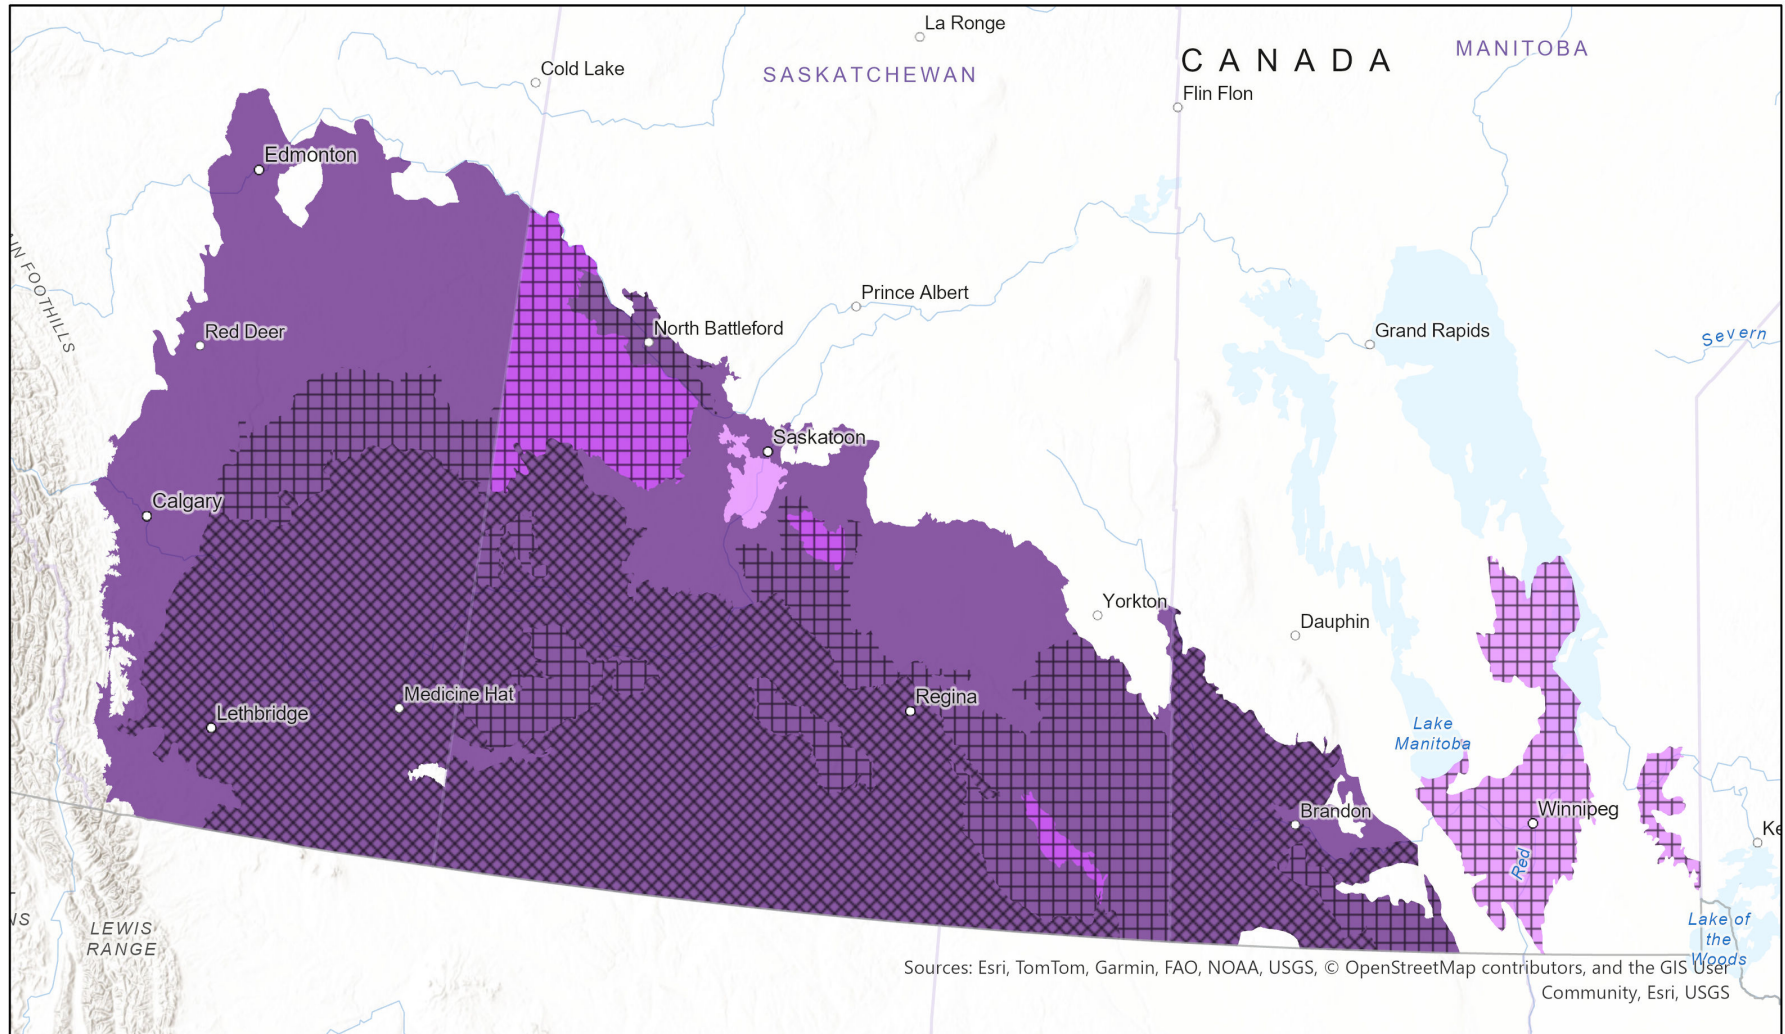 La Ronge
CANADA
MANITOBA
Cold Lake
SASKATCHEWAN
Flin Flon
Edmonton
Prince Albert
Red Deer
North Battleford
Grand Rapids
Severn
FOOTHILLS
Saskatoon
Calgary
Yorkton
Dauphin
Medicine Hat
Regina
Lethbridge
Lake
Manitoba
Brandon
Winnipeg
Red
LEWIS
RANGE
Lake of
the
Woods
Sources: Esri, TomTom, Garmin, FAO, NOAA, USGS, © OpenStreetMap contributors, and the GIS User
Community, Esri, USGS